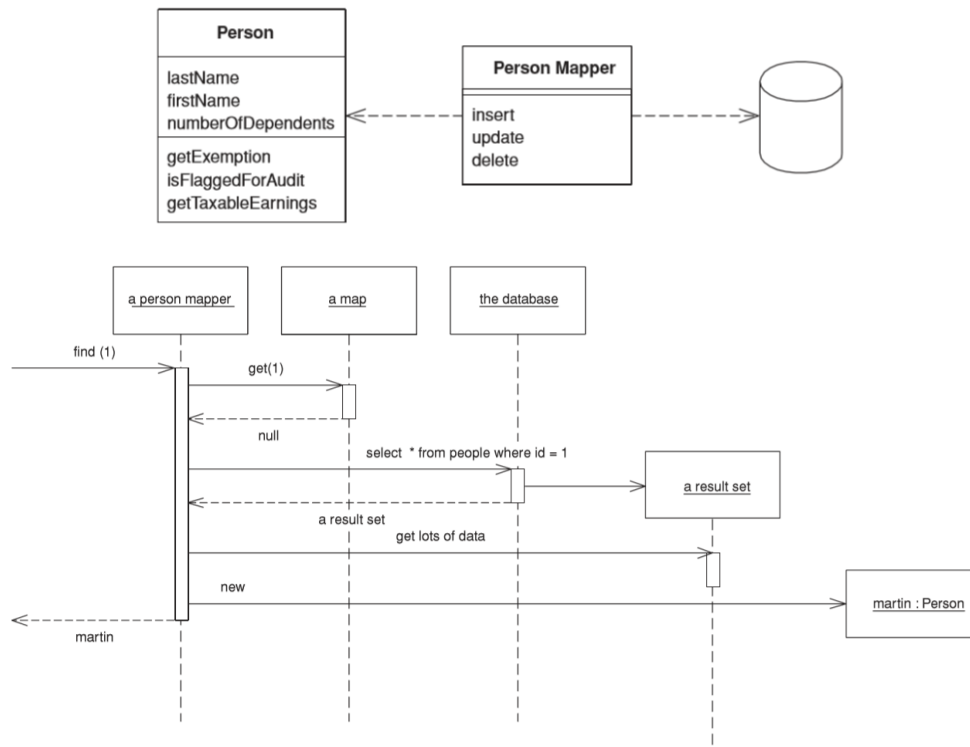 Person
lastName
firstName
numberOfDependents
getExemption
isFlaggedForAudit
getTaxableEarnings
Person Mapper
insert
update
delete
a person mapper
a map
the database
find (1)
get(1)
null
select * from people where id = 1
a result set
a result set
get lots of data
new
martin : Person
martin